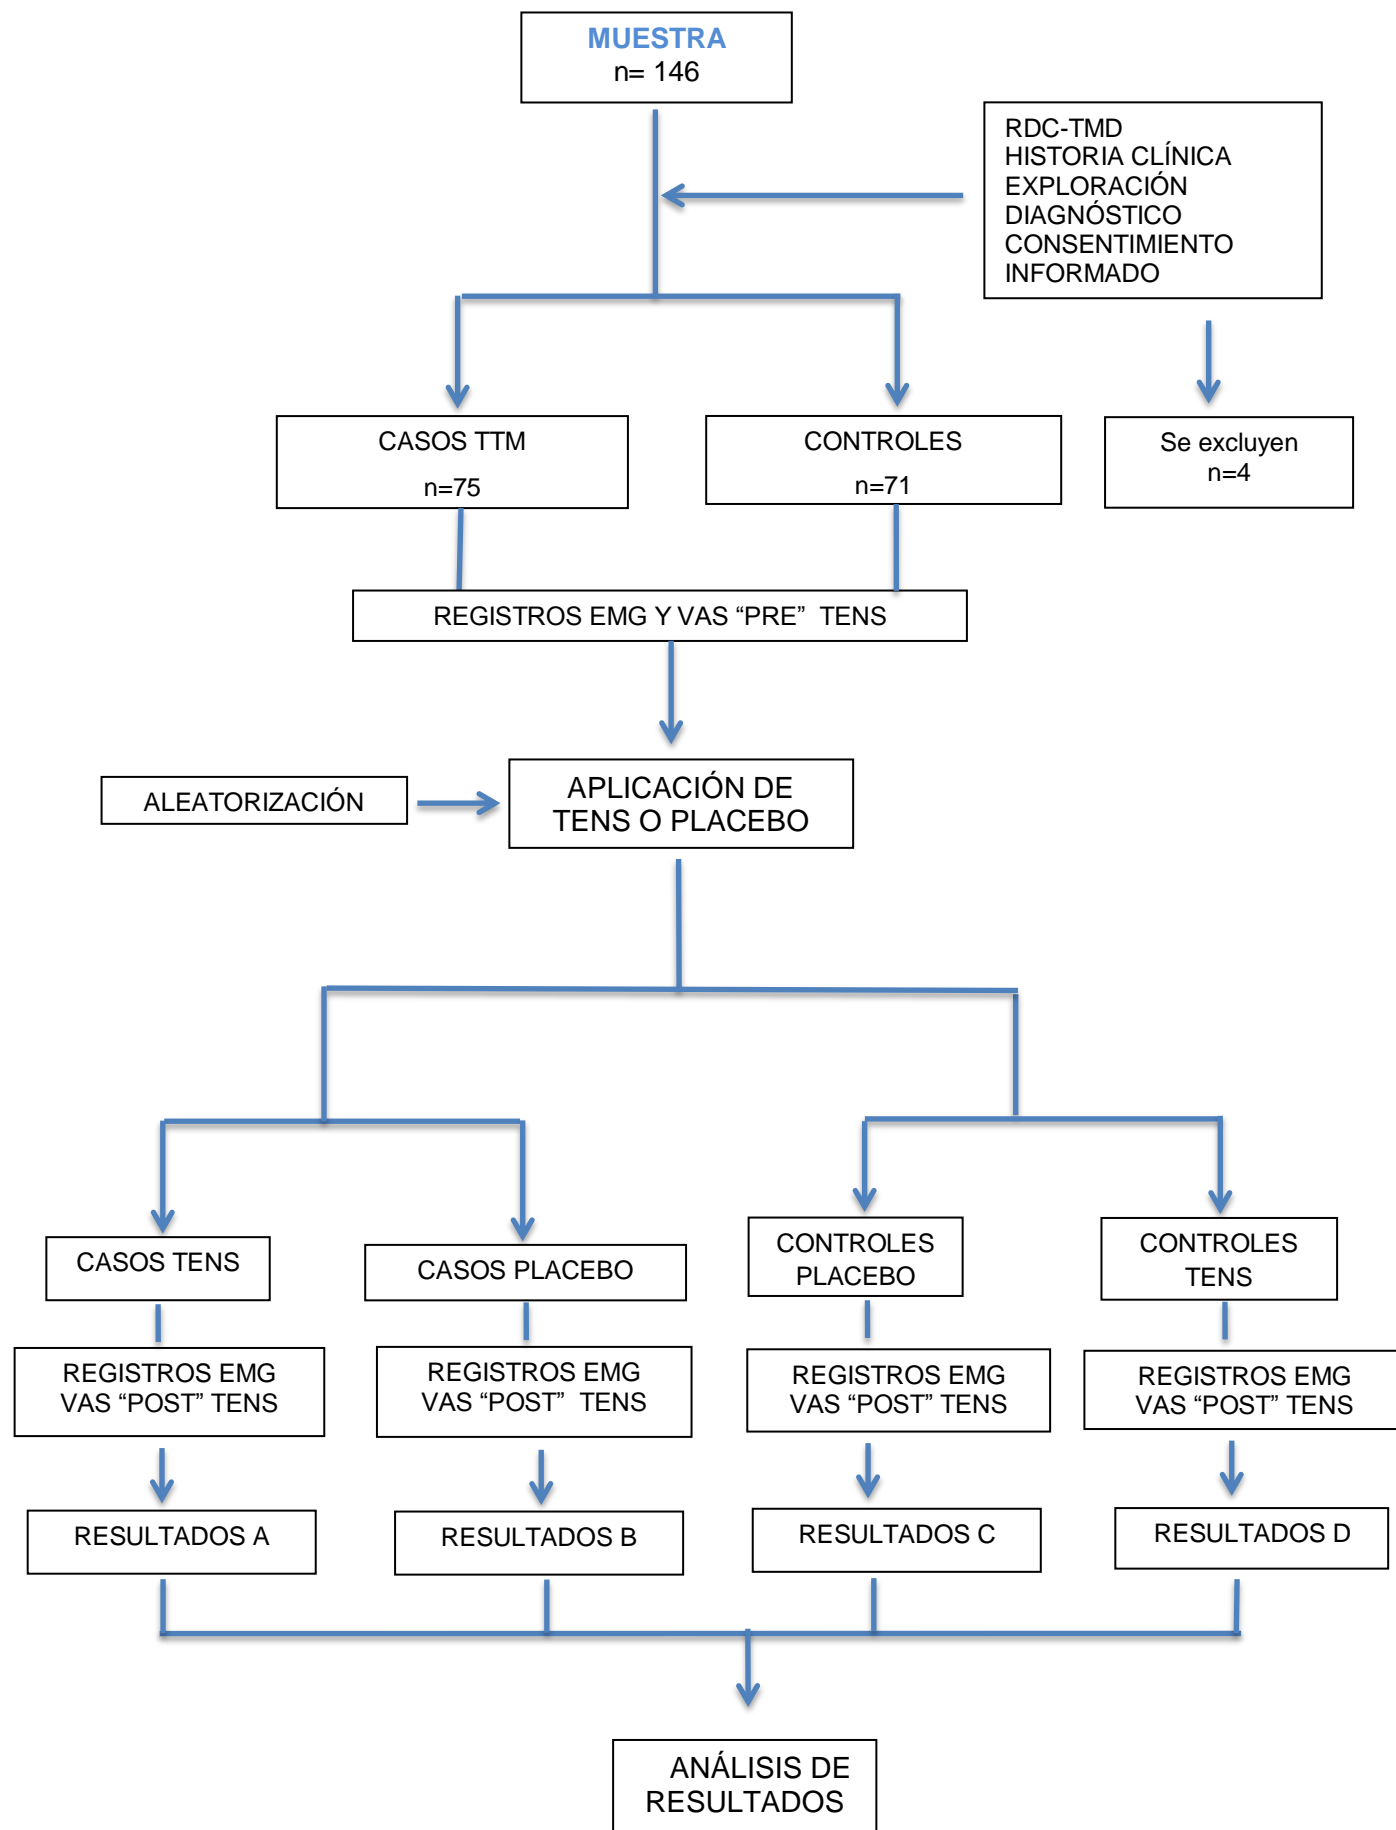 MUESTRA
n= 146
RDC-TMD
HISTORIA CLÍNICA
EXPLORACIÓN
DIAGNÓSTICO
CONSENTIMIENTO
INFORMADO
CASOS TTM
n=75
CONTROLES
n=71
Se excluyen
n=4
REGISTROS EMG Y VAS “PRE” TENS
ALEATORIZACIÓN
APLICACIÓN DE
TENS O PLACEBO
CASOS TENS
CASOS PLACEBO
CONTROLES
PLACEBO
CONTROLES
TENS
REGISTROS EMG
VAS “POST” TENS
REGISTROS EMG
VAS “POST” TENS
REGISTROS EMG
VAS “POST” TENS
REGISTROS EMG
VAS “POST” TENS
RESULTADOS A
RESULTADOS B
RESULTADOS C
RESULTADOS D
ANÁLISIS DE
RESULTADOS